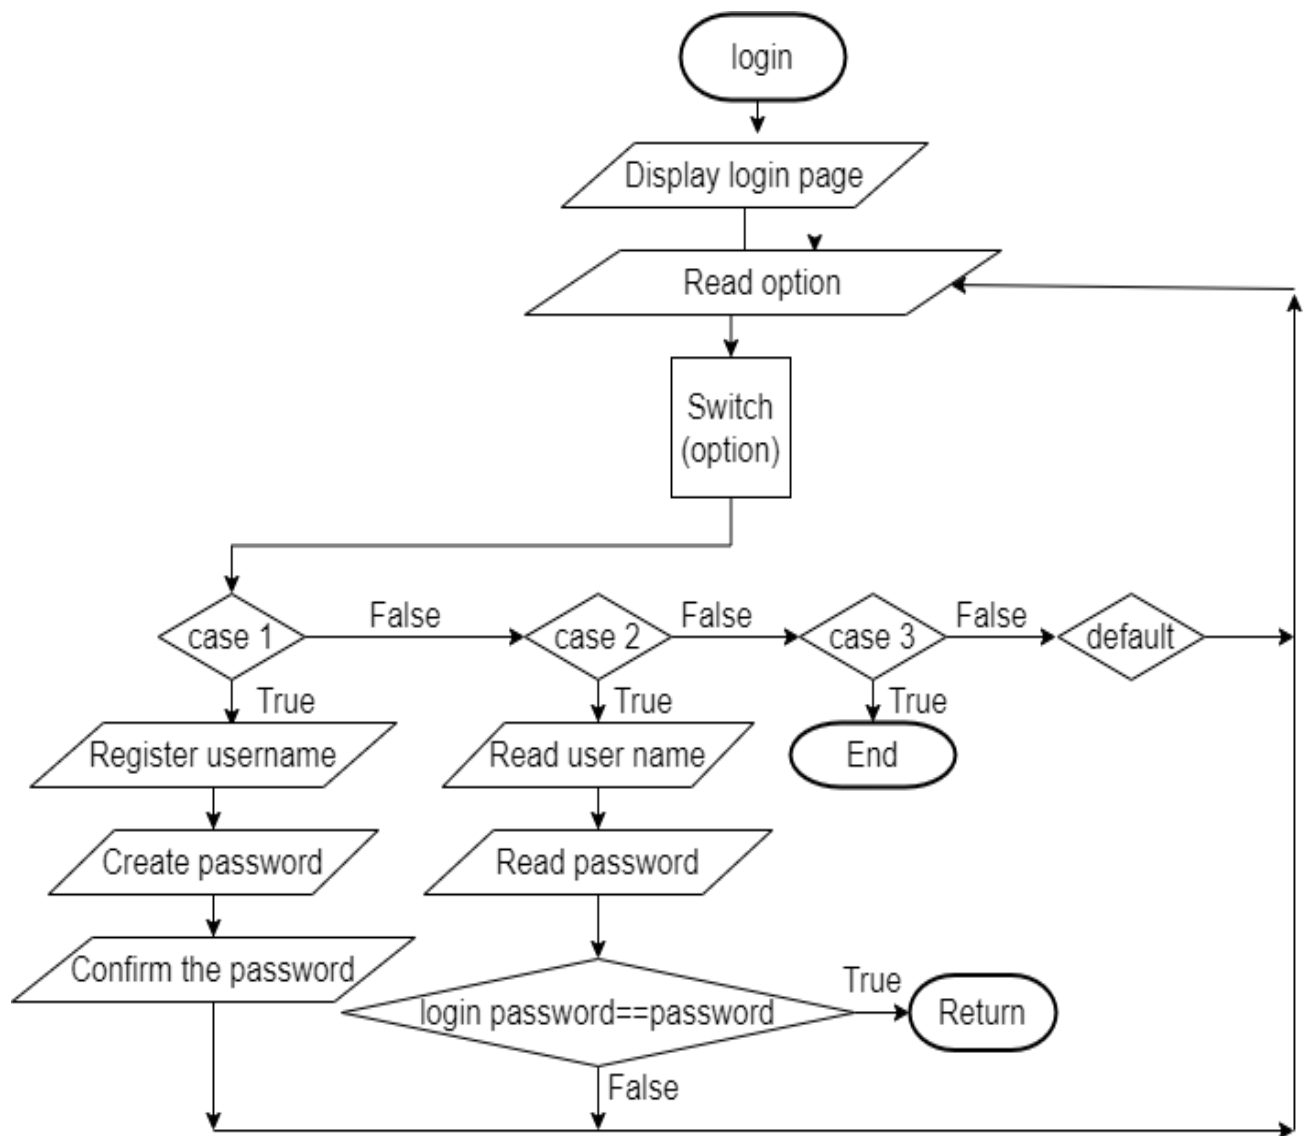 login
Display login page
Read option
Switch
(option)
case 1
False
case 2
False
case 3
False
default
True
True
True
Register username
Read user name
End
Create password
Read password
Confirm the password
login password==password
True
Return
False